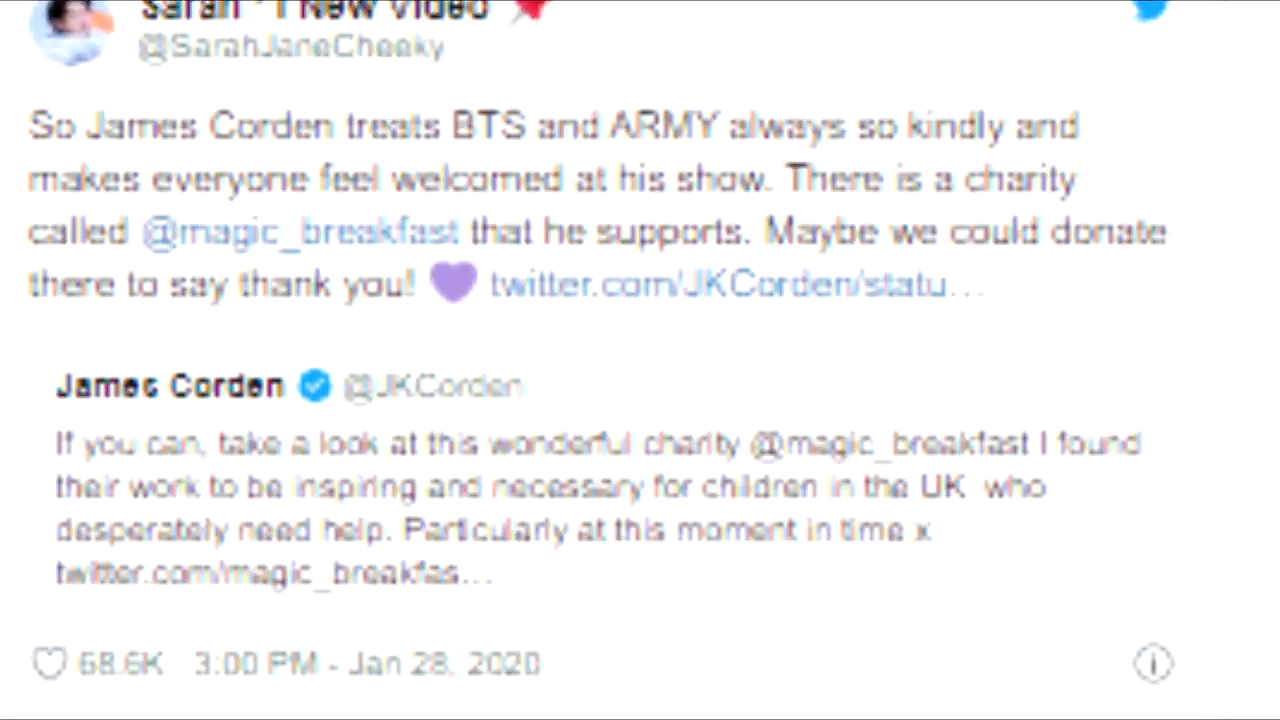 Sarah ⁷ 1 New Video 📌
@SarahJaneCheeky
So James Corden treats BTS and ARMY always so kindly and
makes everyone feel welcomed at his show. There is a charity
called @magic_breakfast that he supports. Maybe we could donate
there to say thank you! 💜 twitter.com/JKCorden/statu…
James Corden @JKCorden
If you can, take a look at this wonderful charity @magic_breakfast I found
their work to be inspiring and necessary for children in the UK who
desperately need help. Particularly at this moment in time x
twitter.com/magic_breakfas…
68.6K 3:00 PM - Jan 28, 2020